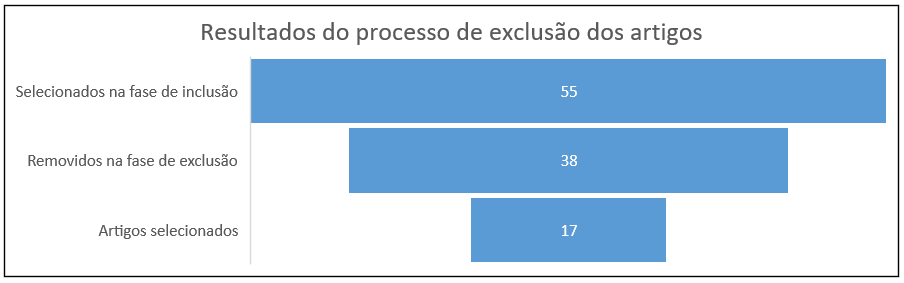 Resultados do processo de exclusão dos artigos
Selecionados na fase de inclusão 55
Removidos na fase de exclusão 38
Artigos selecionados 17